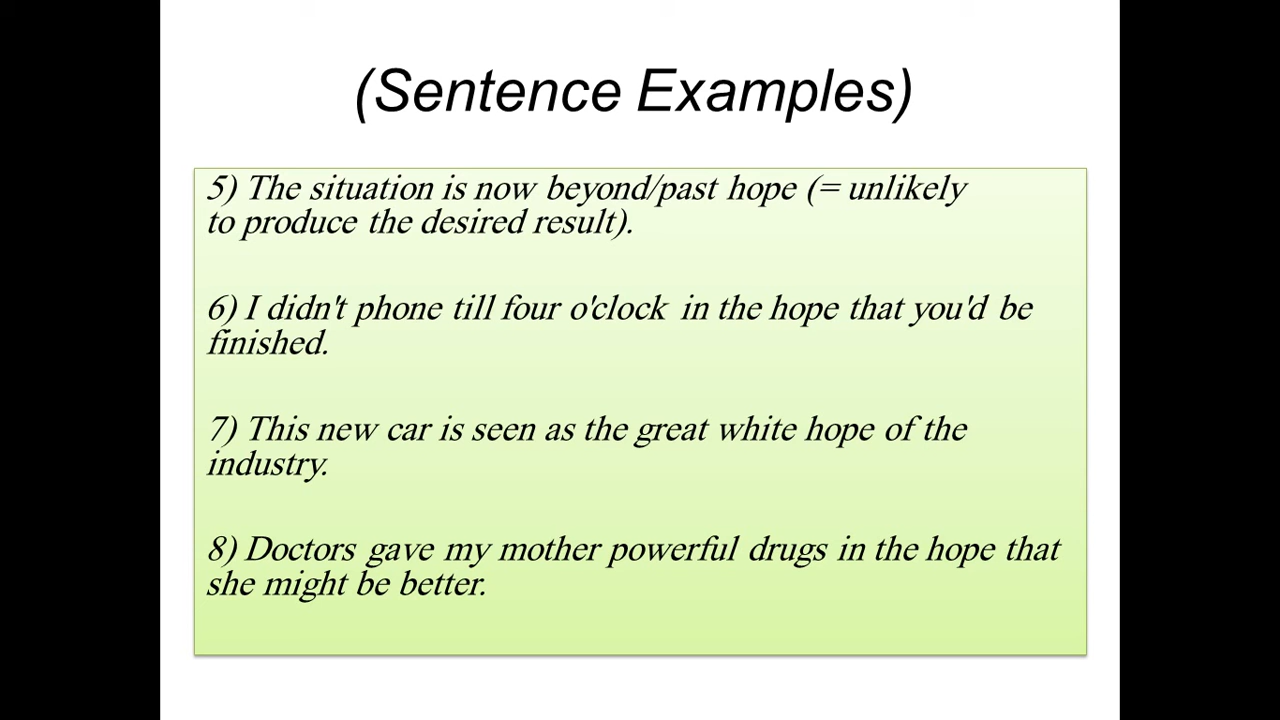 (Sentence Examples)
5) The situation is now beyond/past hope (= unlikely
to produce the desired result).
6) I didn't phone till four o'clock in the hope that you'd be
finished.
7) This new car is seen as the great white hope of the
industry.
8) Doctors gave my mother powerful drugs in the hope that
she might be better.